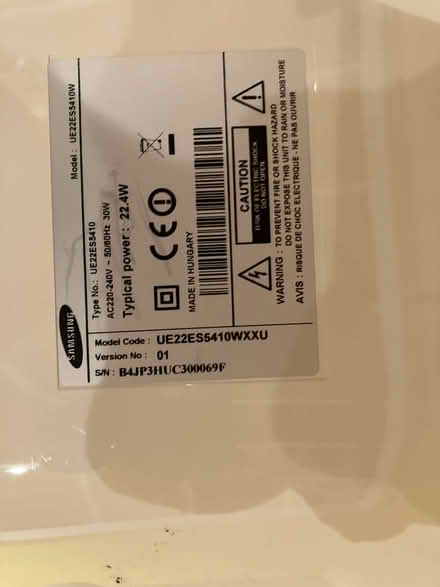 SAMSUNG
Model : UE22ES5410W
Type No.: UE22ES5410
AC220-240V ~ 50/60Hz 30W
Typical power : 22.4W
CE
MADE IN HUNGARY
CAUTION
RISK OF ELECTRIC SHOCK
DO NOT OPEN
WARNING : TO PREVENT FIRE OR SHOCK HAZARD
DO NOT EXPOSE THIS UNIT TO RAIN OR MOISTURE
AVIS : RISQUE DE CHOC ELECTRIQUE - NE PAS OUVRIR
Model Code : UE22ES5410WXXU
Version No : 01
S/N : B4JP3HUC300069F